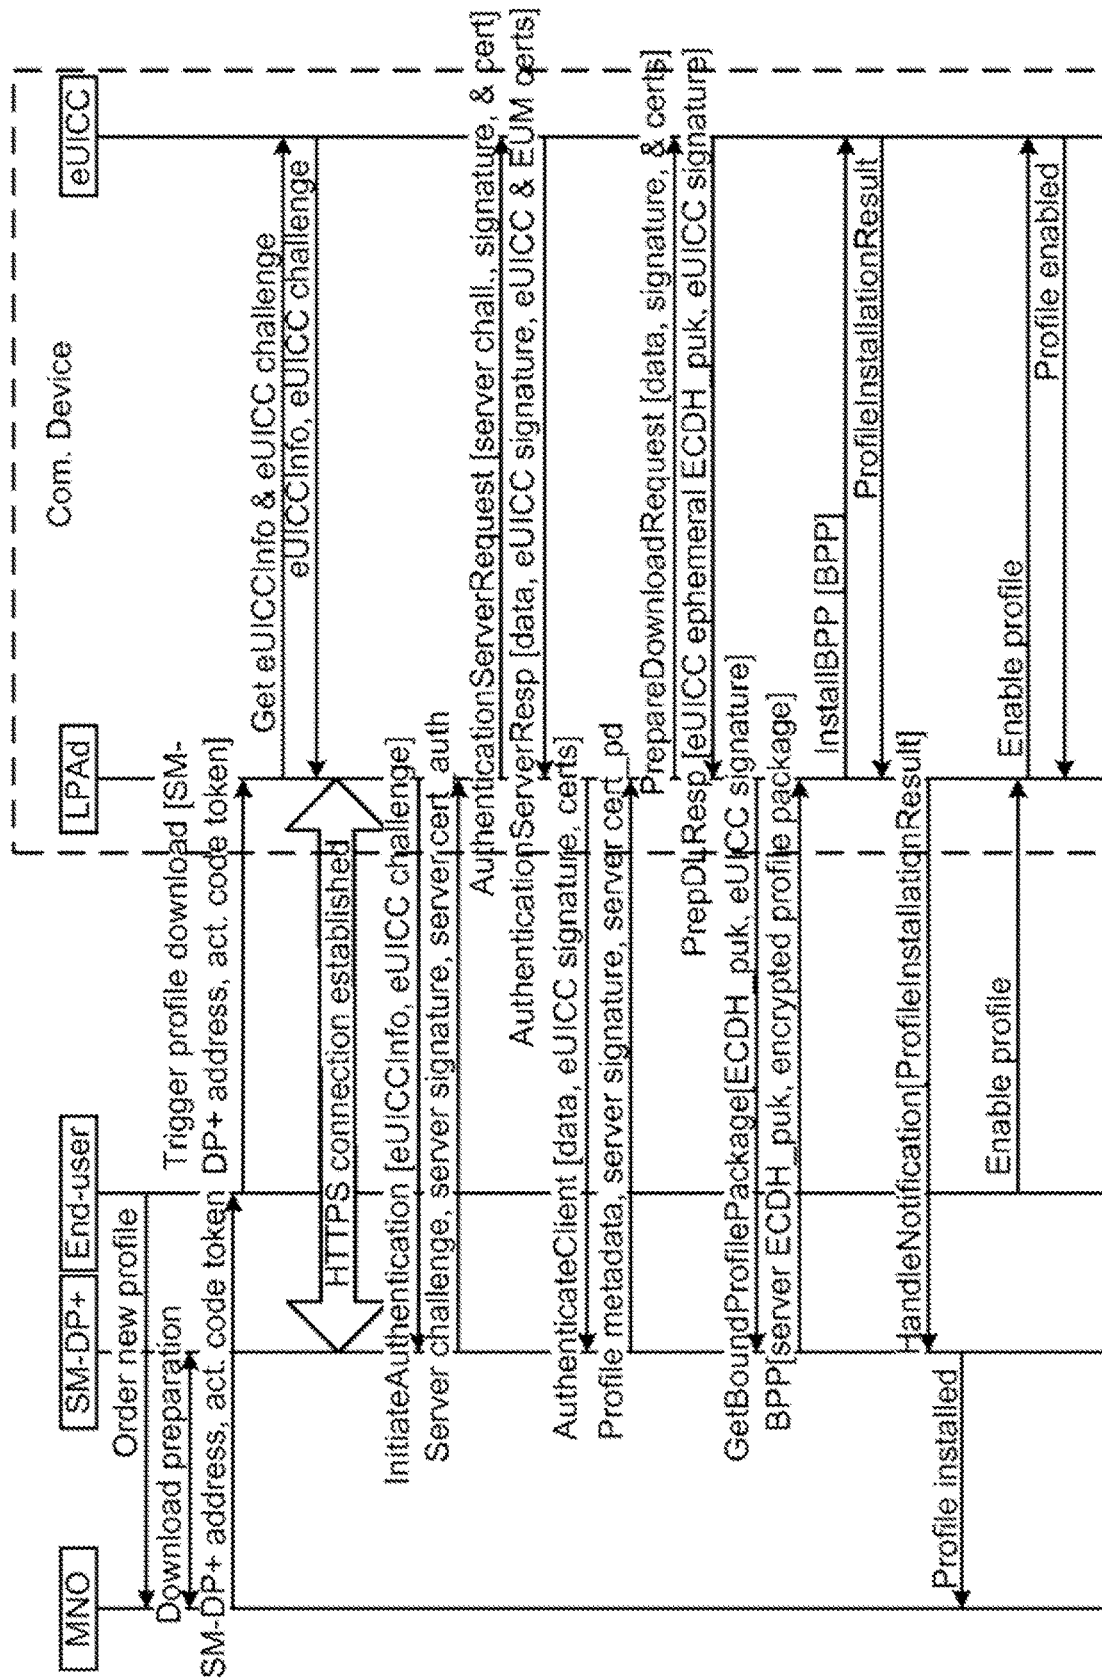 Com. Device
MNO
SM-DP+
End-user
LPAd
eUICC
Order new profile
Download preparation
SM-DP+ address, act. code token
Trigger profile download [SM-
DP+ address, act. code token]
Get eUICCInfo & eUICC challenge
eUICCInfo, eUICC challenge
HTTPS connection established
InitiateAuthentication [eUICCInfo, eUICC challenge]
Server challenge, server signature, server cert_auth
AuthenticationServerRequest [server chall., signature, & cert]
AuthenticationServerResp [data, eUICC signature, eUICC & EUM certs]
AuthenticateClient [data, eUICC signature, certs]
Profile metadata, server signature, server cert_pd
PrepareDownloadRequest [data, signature, & certs]
PrepDLResp [eUICC ephemeral ECDH_puk, eUICC signature]
GetBoundProfilePackage[ECDH_puk, eUICC signature]
BPP[server ECDH_puk, encrypted profile package]
InstallBPP [BPP]
ProfileInstallationResult
HandleNotification[ProfileInstallationResult]
Profile installed
Enable profile
Enable profile
Profile enabled